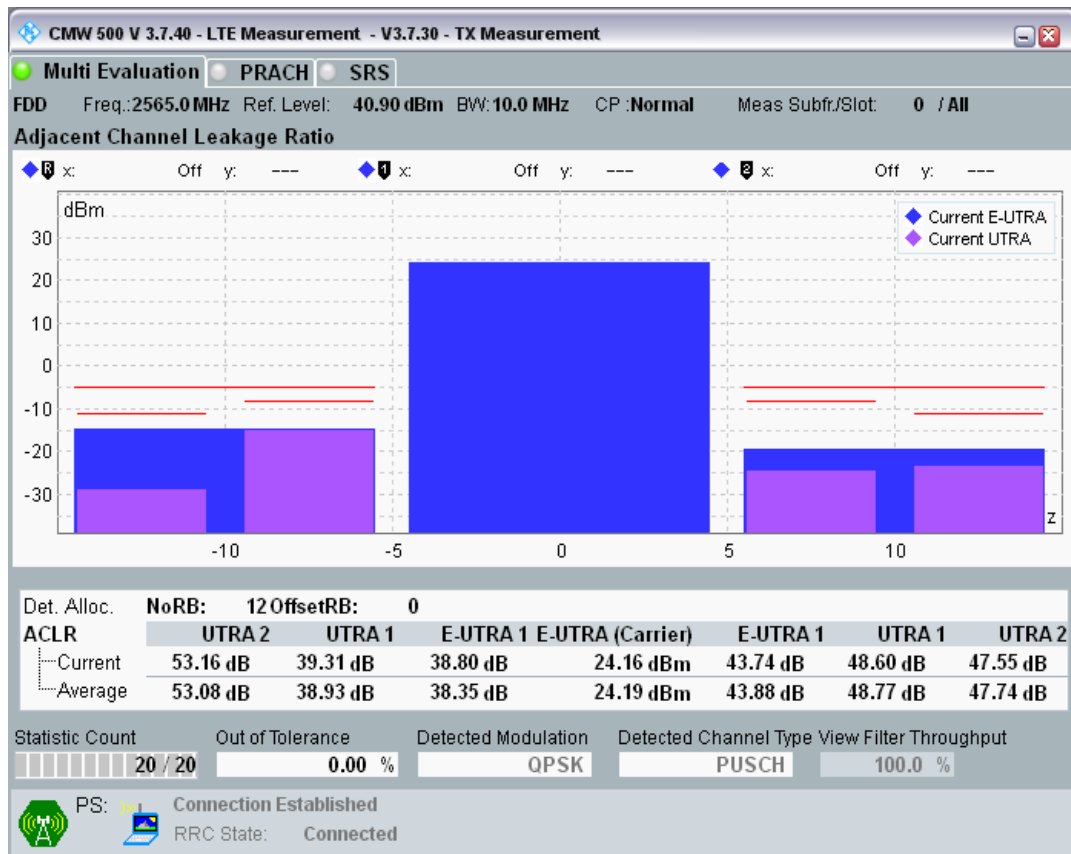 CMW 500 V 3.7.40 - LTE Measurement - V3.7.30 - TX Measurement
Multi Evaluation PRACH SRS
FDD Freq.:2565.0 MHz Ref. Level: 40.90 dBm BW:10.0 MHz CP :Normal Meas Subfr./Slot: 0 / All
Adjacent Channel Leakage Ratio
R x: Off y: --- 1 x: Off y: --- 2 x: Off y: ---
dBm
Current E-UTRA
Current UTRA
30
20
10
0
-10
-20
-30
z
-10 -5 0 5 10
Det. Alloc. NoRB: 12 OffsetRB: 0
ACLR UTRA 2 UTRA 1 E-UTRA 1 E-UTRA (Carrier) E-UTRA 1 UTRA 1 UTRA 2
Current 53.16 dB 39.31 dB 38.80 dB 24.16 dBm 43.74 dB 48.60 dB 47.55 dB
Average 53.08 dB 38.93 dB 38.35 dB 24.19 dBm 43.88 dB 48.77 dB 47.74 dB
Statistic Count Out of Tolerance Detected Modulation Detected Channel Type View Filter Throughput
20 / 20 0.00 % QPSK PUSCH 100.0 %
PS: Connection Established
RRC State: Connected